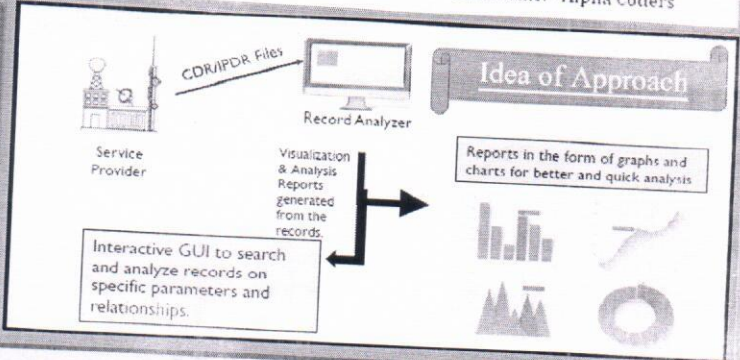 Alpha Coders
CDR/IPDR Files
Idea of Approach
Record Analyzer
Service
Provider
Visualization
& Analysis
Reports
generated
from the
records.
Reports in the form of graphs and
charts for better and quick analysis
Interactive GUI to search
and analyze records on
specific parameters and
relationships.